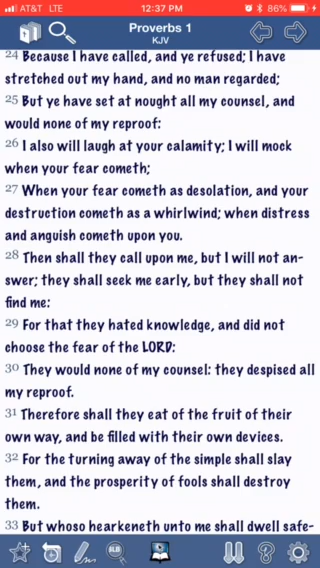 AT&T LTE 12:37 PM 86%
Proverbs 1
KJV
24 Because I have called, and ye refused; I have
stretched out my hand, and no man regarded;
25 But ye have set at nought all my counsel, and
would none of my reproof:
26 I also will laugh at your calamity; I will mock
when your fear cometh;
27 When your fear cometh as desolation, and your
destruction cometh as a whirlwind; when distress
and anguish cometh upon you.
28 Then shall they call upon me, but I will not an-
swer; they shall seek me early, but they shall not
find me:
29 For that they hated knowledge, and did not
choose the fear of the LORD:
30 They would none of my counsel: they despised all
my reproof.
31 Therefore shall they eat of the fruit of their
own way, and be filled with their own devices.
32 For the turning away of the simple shall slay
them, and the prosperity of fools shall destroy
them.
33 But whoso hearkeneth unto me shall dwell safe-
SLB